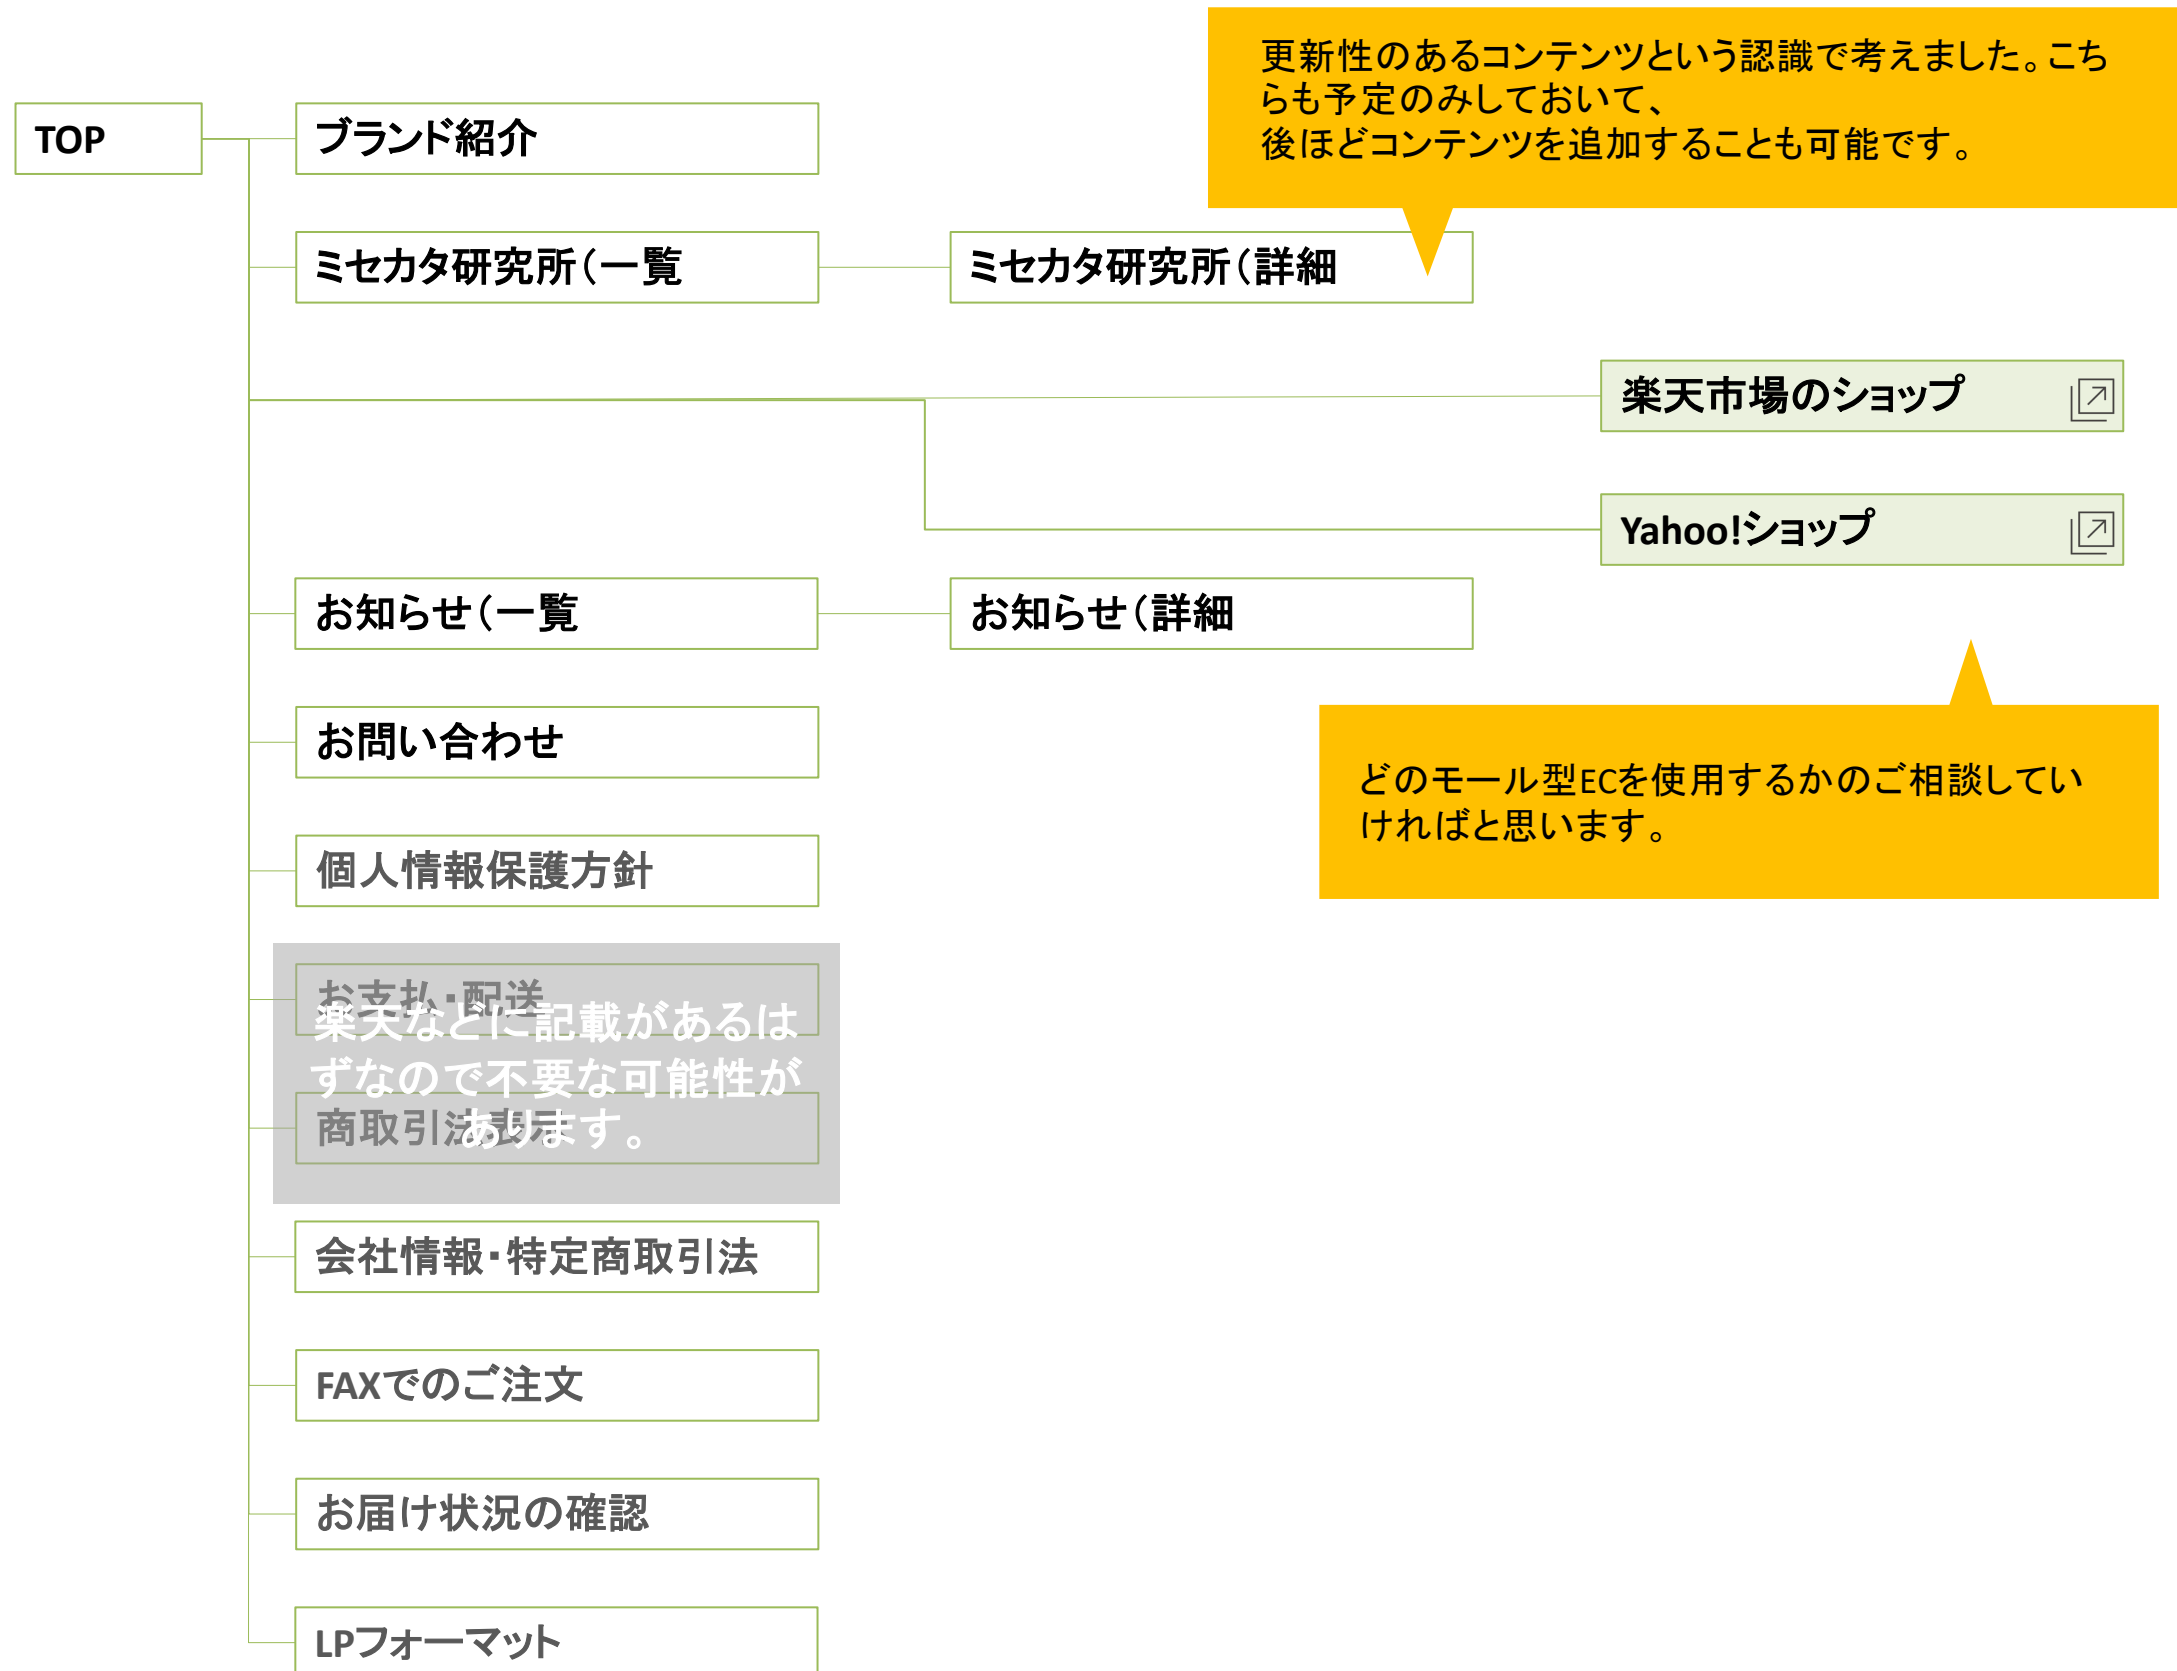 更新性のあるコンテンツという認識で考えました。こち
らも予定のみしておいて、
後ほどコンテンツを追加することも可能です。
TOP
ブランド紹介
ミセカタ研究所（一覧
ミセカタ研究所（詳細
楽天市場のショップ
Yahoo!ショップ
お知らせ（一覧
お知らせ（詳細
お問い合わせ
どのモール型ECを使用するかのご相談してい
ければと思います。
個人情報保護方針
お支払・配送
楽天などに記載があるは
ずなので不要な可能性が
あります。
商取引法表示
会社情報・特定商取引法
FAXでのご注文
お届け状況の確認
LPフォーマット